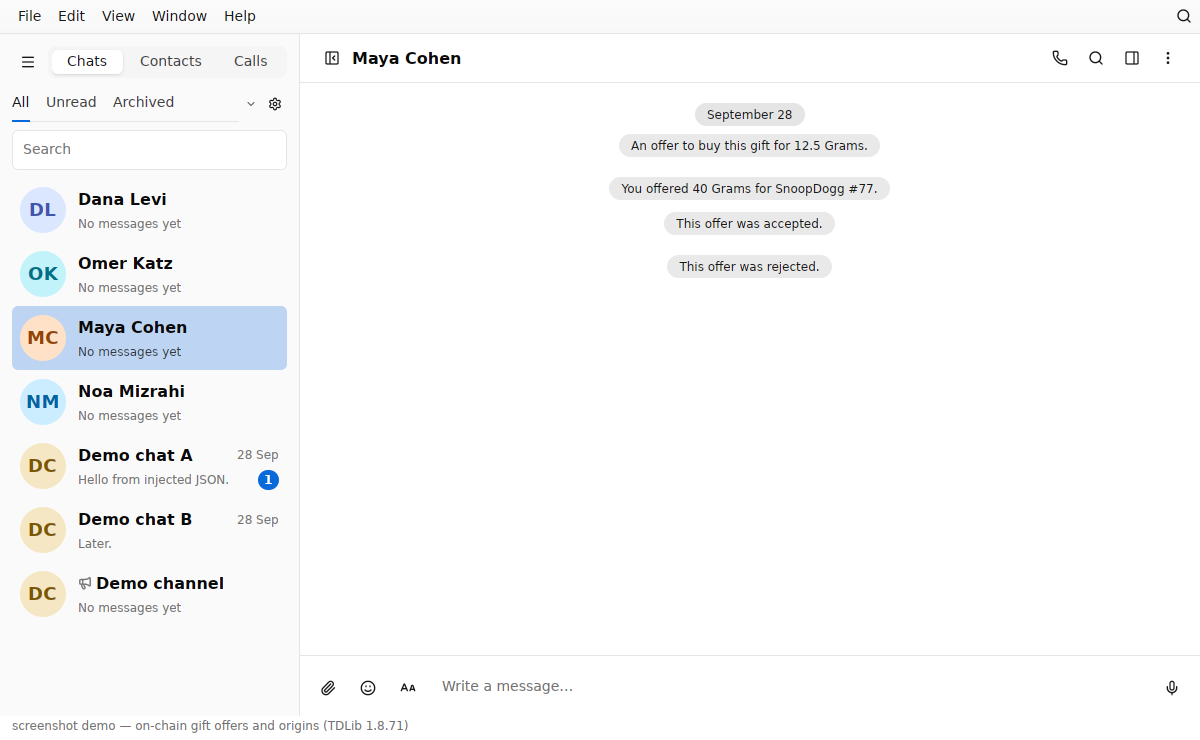 File Edit View Window Help
Chats Contacts Calls
All Unread Archived
Search
DL Dana Levi
No messages yet
OK Omer Katz
No messages yet
MC Maya Cohen
No messages yet
NM Noa Mizrahi
No messages yet
DC Demo chat A 28 Sep
Hello from injected JSON. 1
DC Demo chat B 28 Sep
Later.
DC Demo channel
No messages yet
Maya Cohen
September 28
An offer to buy this gift for 12.5 Grams.
You offered 40 Grams for SnoopDogg #77.
This offer was accepted.
This offer was rejected.
AA Write a message...
screenshot demo — on-chain gift offers and origins (TDLib 1.8.71)